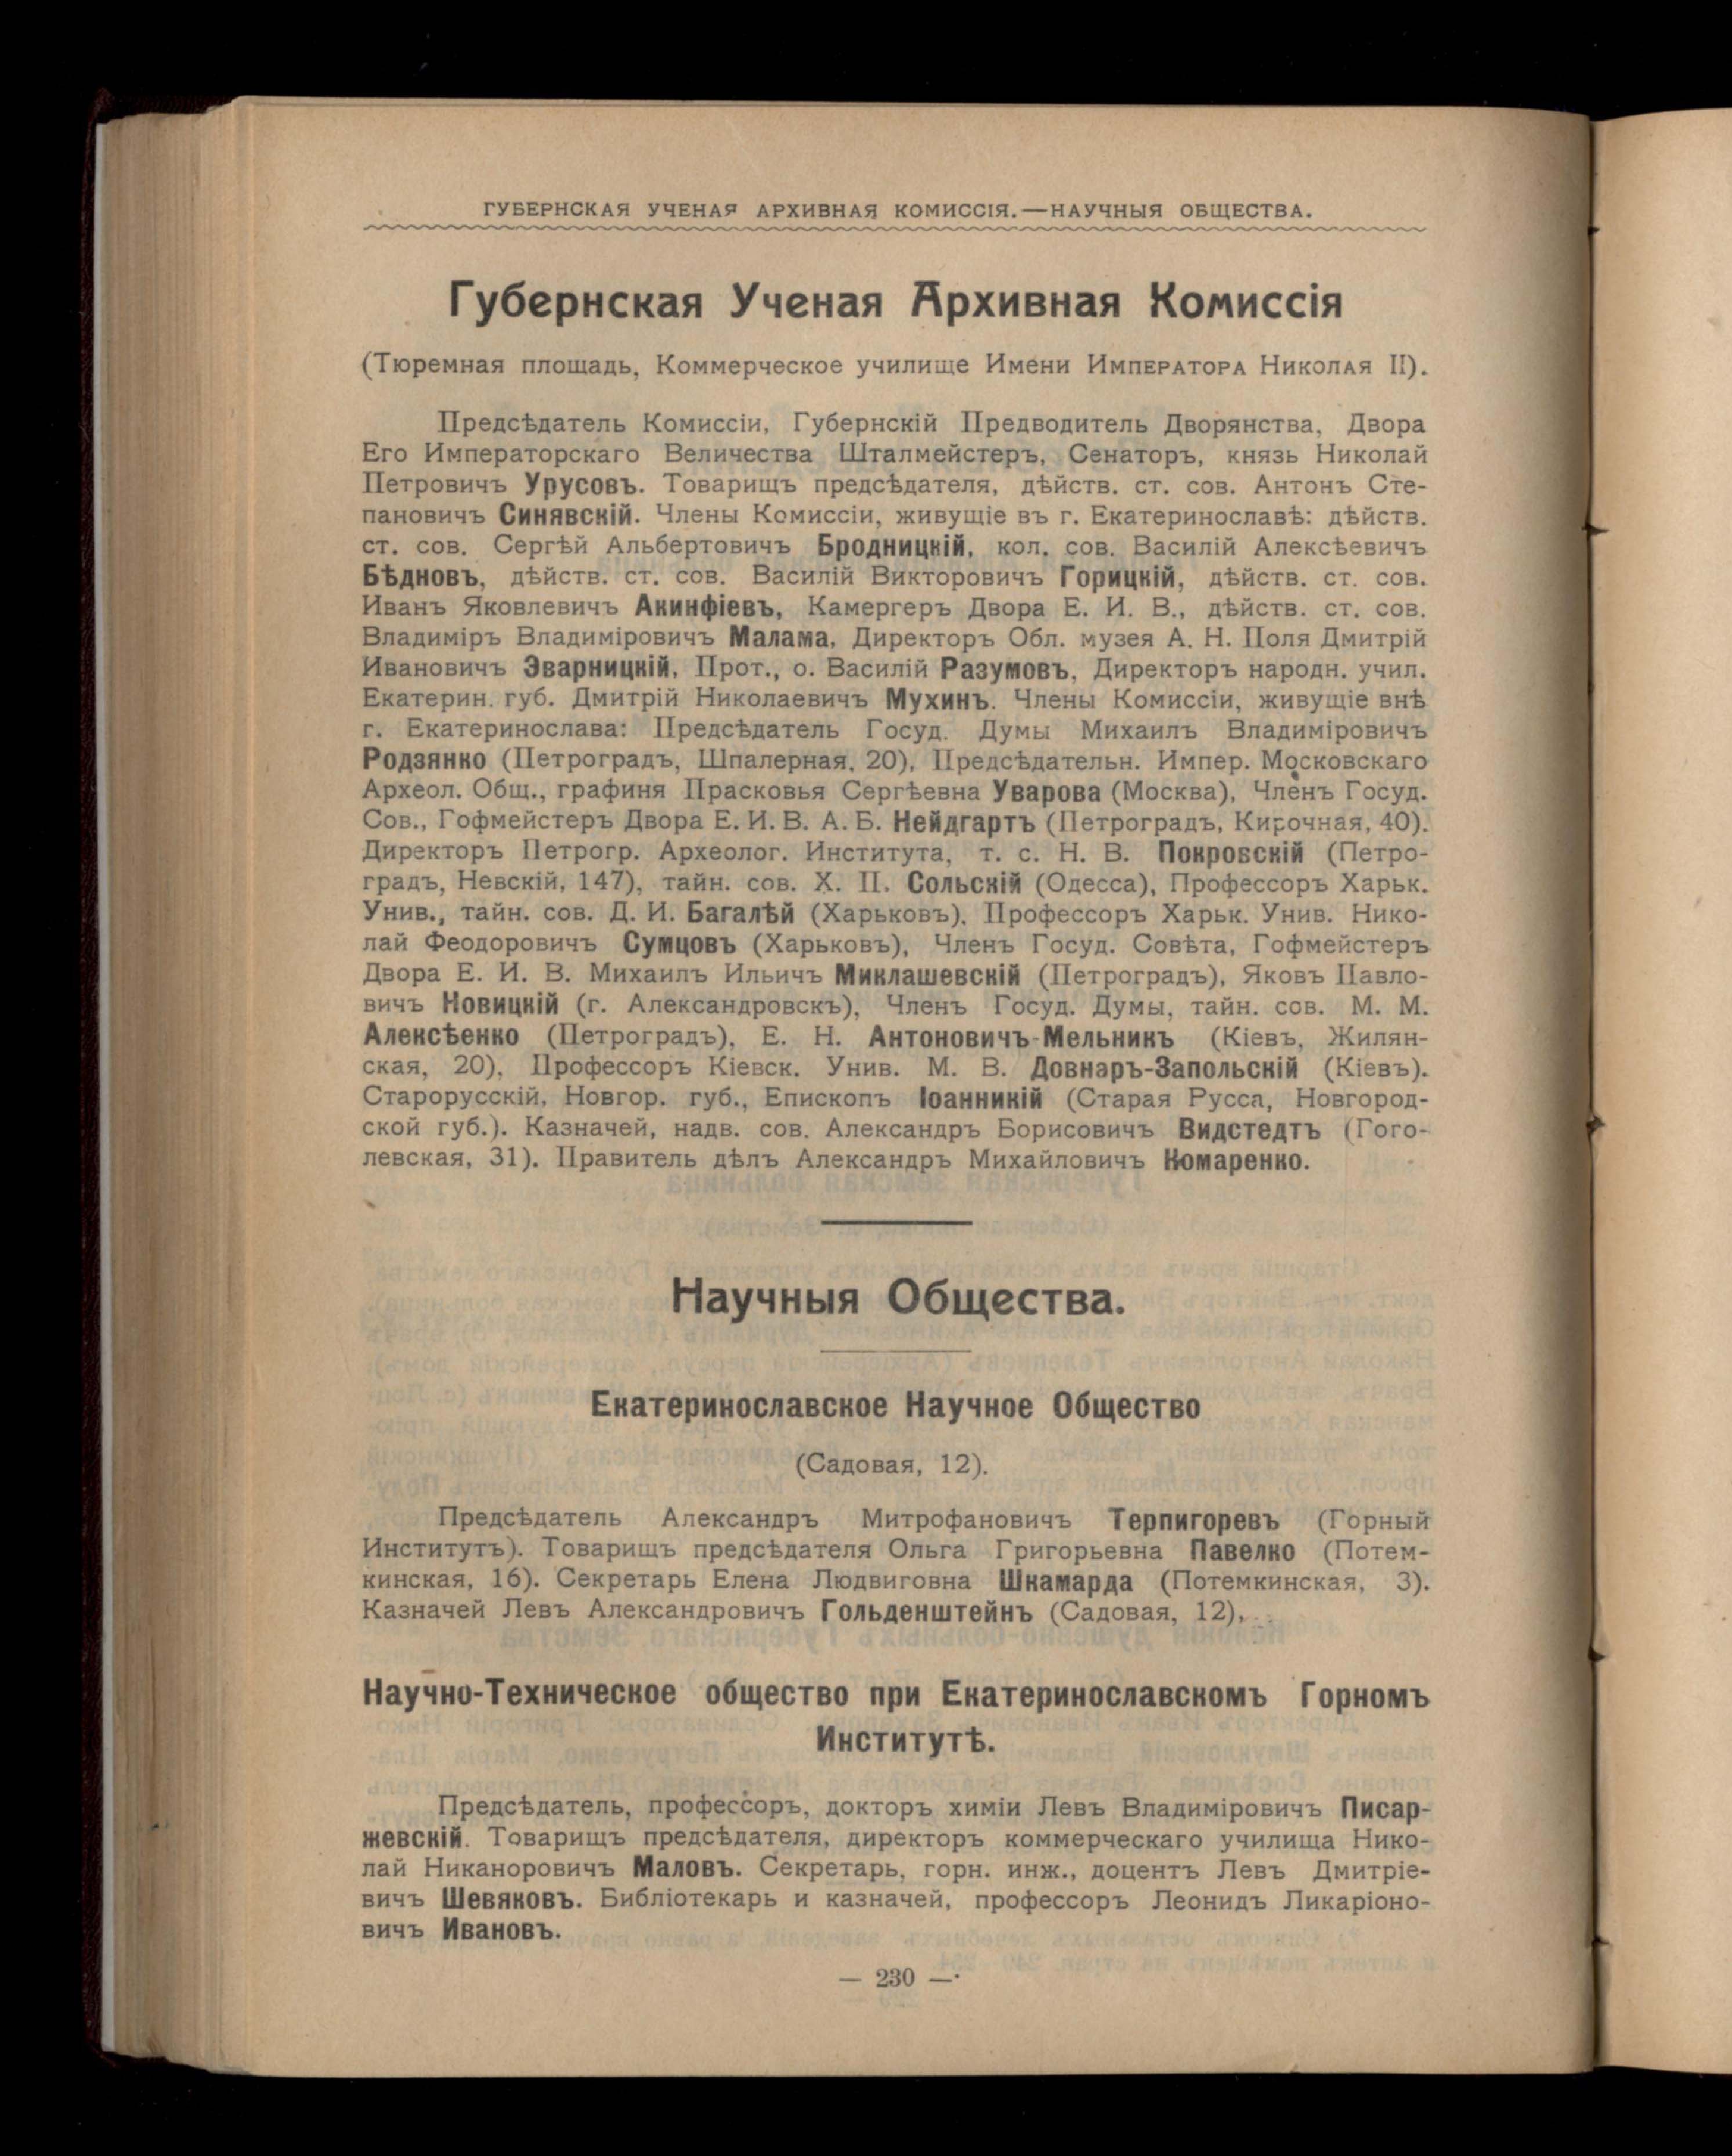 ГУБЕРНСКАЯ УЧЕНАЯ АРХИВНАЯ КОМИССІЯ.—НАУЧНЫЯ ОБЩЕСТВА.
Губернская Ученая Архивная Комиссія
(Тюремная площадь, Коммерческое училище Имени Императора Николая II).
Предсѣдатель Комиссіи, Губернскій Предводитель Дворянства, Двора
Его Императорскаго Величества Шталмейстеръ, Сенаторъ, князь Николай
Петровичъ Урусовъ. Товарищъ предсѣдателя, дѣйств. ст. сов. Антонъ Сте-
пановичъ Синявскій. Члены Комиссіи, живущіе въ г. Екатеринославѣ: дѣйств.
ст. сов. Сергѣй Альбертовичъ Бродницкій, кол. сов. Василій Алексѣевичъ
Бѣдновъ, дѣйств. ст. сов. Василій Викторовичъ Горицкій, дѣйств. ст. сов.
Иванъ Яковлевичъ Акинфіевъ, Камергеръ Двора Е. И. В., дѣйств. ст. сов.
Владиміръ Владиміровичъ Малама, Директоръ Обл. музея А. Н. Поля Дмитрій
Ивановичъ Эварницкій, Прот., о. Василій Разумовъ, Директоръ народн. учил.
Екатерин. губ. Дмитрій Николаевичъ Мухинъ. Члены Комиссіи, живущіе внѣ
г. Екатеринослава: Предсѣдатель Госуд. Думы Михаилъ Владиміровичъ
Родзянко (Петроградъ, Шпалерная, 20), Предсѣдательн. Импер. Московскаго
Археол. Общ., графиня Прасковья Сергѣевна Уварова (Москва), Членъ Госуд.
Сов., Гофмейстеръ Двора Е. И. В. А. Б. Нейдгартъ (Петроградъ, Кирочная, 40).
Директоръ Петрогр. Археолог. Института, т. с. Н. В. Покровскій (Петро-
градъ, Невскій, 147), тайн. сов. Х. П. Сольскій (Одесса), Профессоръ Харьк.
Унив., тайн. сов. Д. И. Багалѣй (Харьковъ), Профессоръ Харьк. Унив. Нико-
лай Феодоровичъ Сумцовъ (Харьковъ), Членъ Госуд. Совѣта, Гофмейстеръ
Двора Е. И. В. Михаилъ Ильичъ Миклашевскій (Петроградъ), Яковъ Павло-
вичъ Новицкій (г. Александровскъ), Членъ Госуд. Думы, тайн. сов. М. М.
Алексѣенко (Петроградъ), Е. Н. Антоновичъ-Мельникъ (Кіевъ, Жилян-
ская, 20), Профессоръ Кіевск. Унив. М. В. Довнаръ-Запольскій (Кіевъ).
Старорусскій, Новгор. губ., Епископъ Іоанникій (Старая Русса, Новгород-
ской губ.). Казначей, надв. сов. Александръ Борисовичъ Видстедтъ (Гого-
левская, 31). Правитель дѣлъ Александръ Михайловичъ Комаренко.
Научныя Общества.
Екатеринославское Научное Общество
(Садовая, 12).
Предсѣдатель Александръ Митрофановичъ Терпигоревъ (Горный
Институтъ). Товарищъ предсѣдателя Ольга Григорьевна Павелко (Потем-
кинская, 16). Секретарь Елена Людвиговна Шкамарда (Потемкинская, 3).
Казначей Левъ Александровичъ Гольденштейнъ (Садовая, 12),
Научно-Техническое общество при Екатеринославскомъ Горномъ
Институтѣ.
Предсѣдатель, профессоръ, докторъ химіи Левъ Владиміровичъ Писар-
жевскій. Товарищъ предсѣдателя, директоръ коммерческаго училища Нико-
лай Никаноровичъ Маловъ. Секретарь, горн. инж., доцентъ Левъ Дмитріе-
вичъ Шевяковъ. Библіотекарь и казначей, профессоръ Леонидъ Ликаріоно-
вичъ Ивановъ.
— 230 —